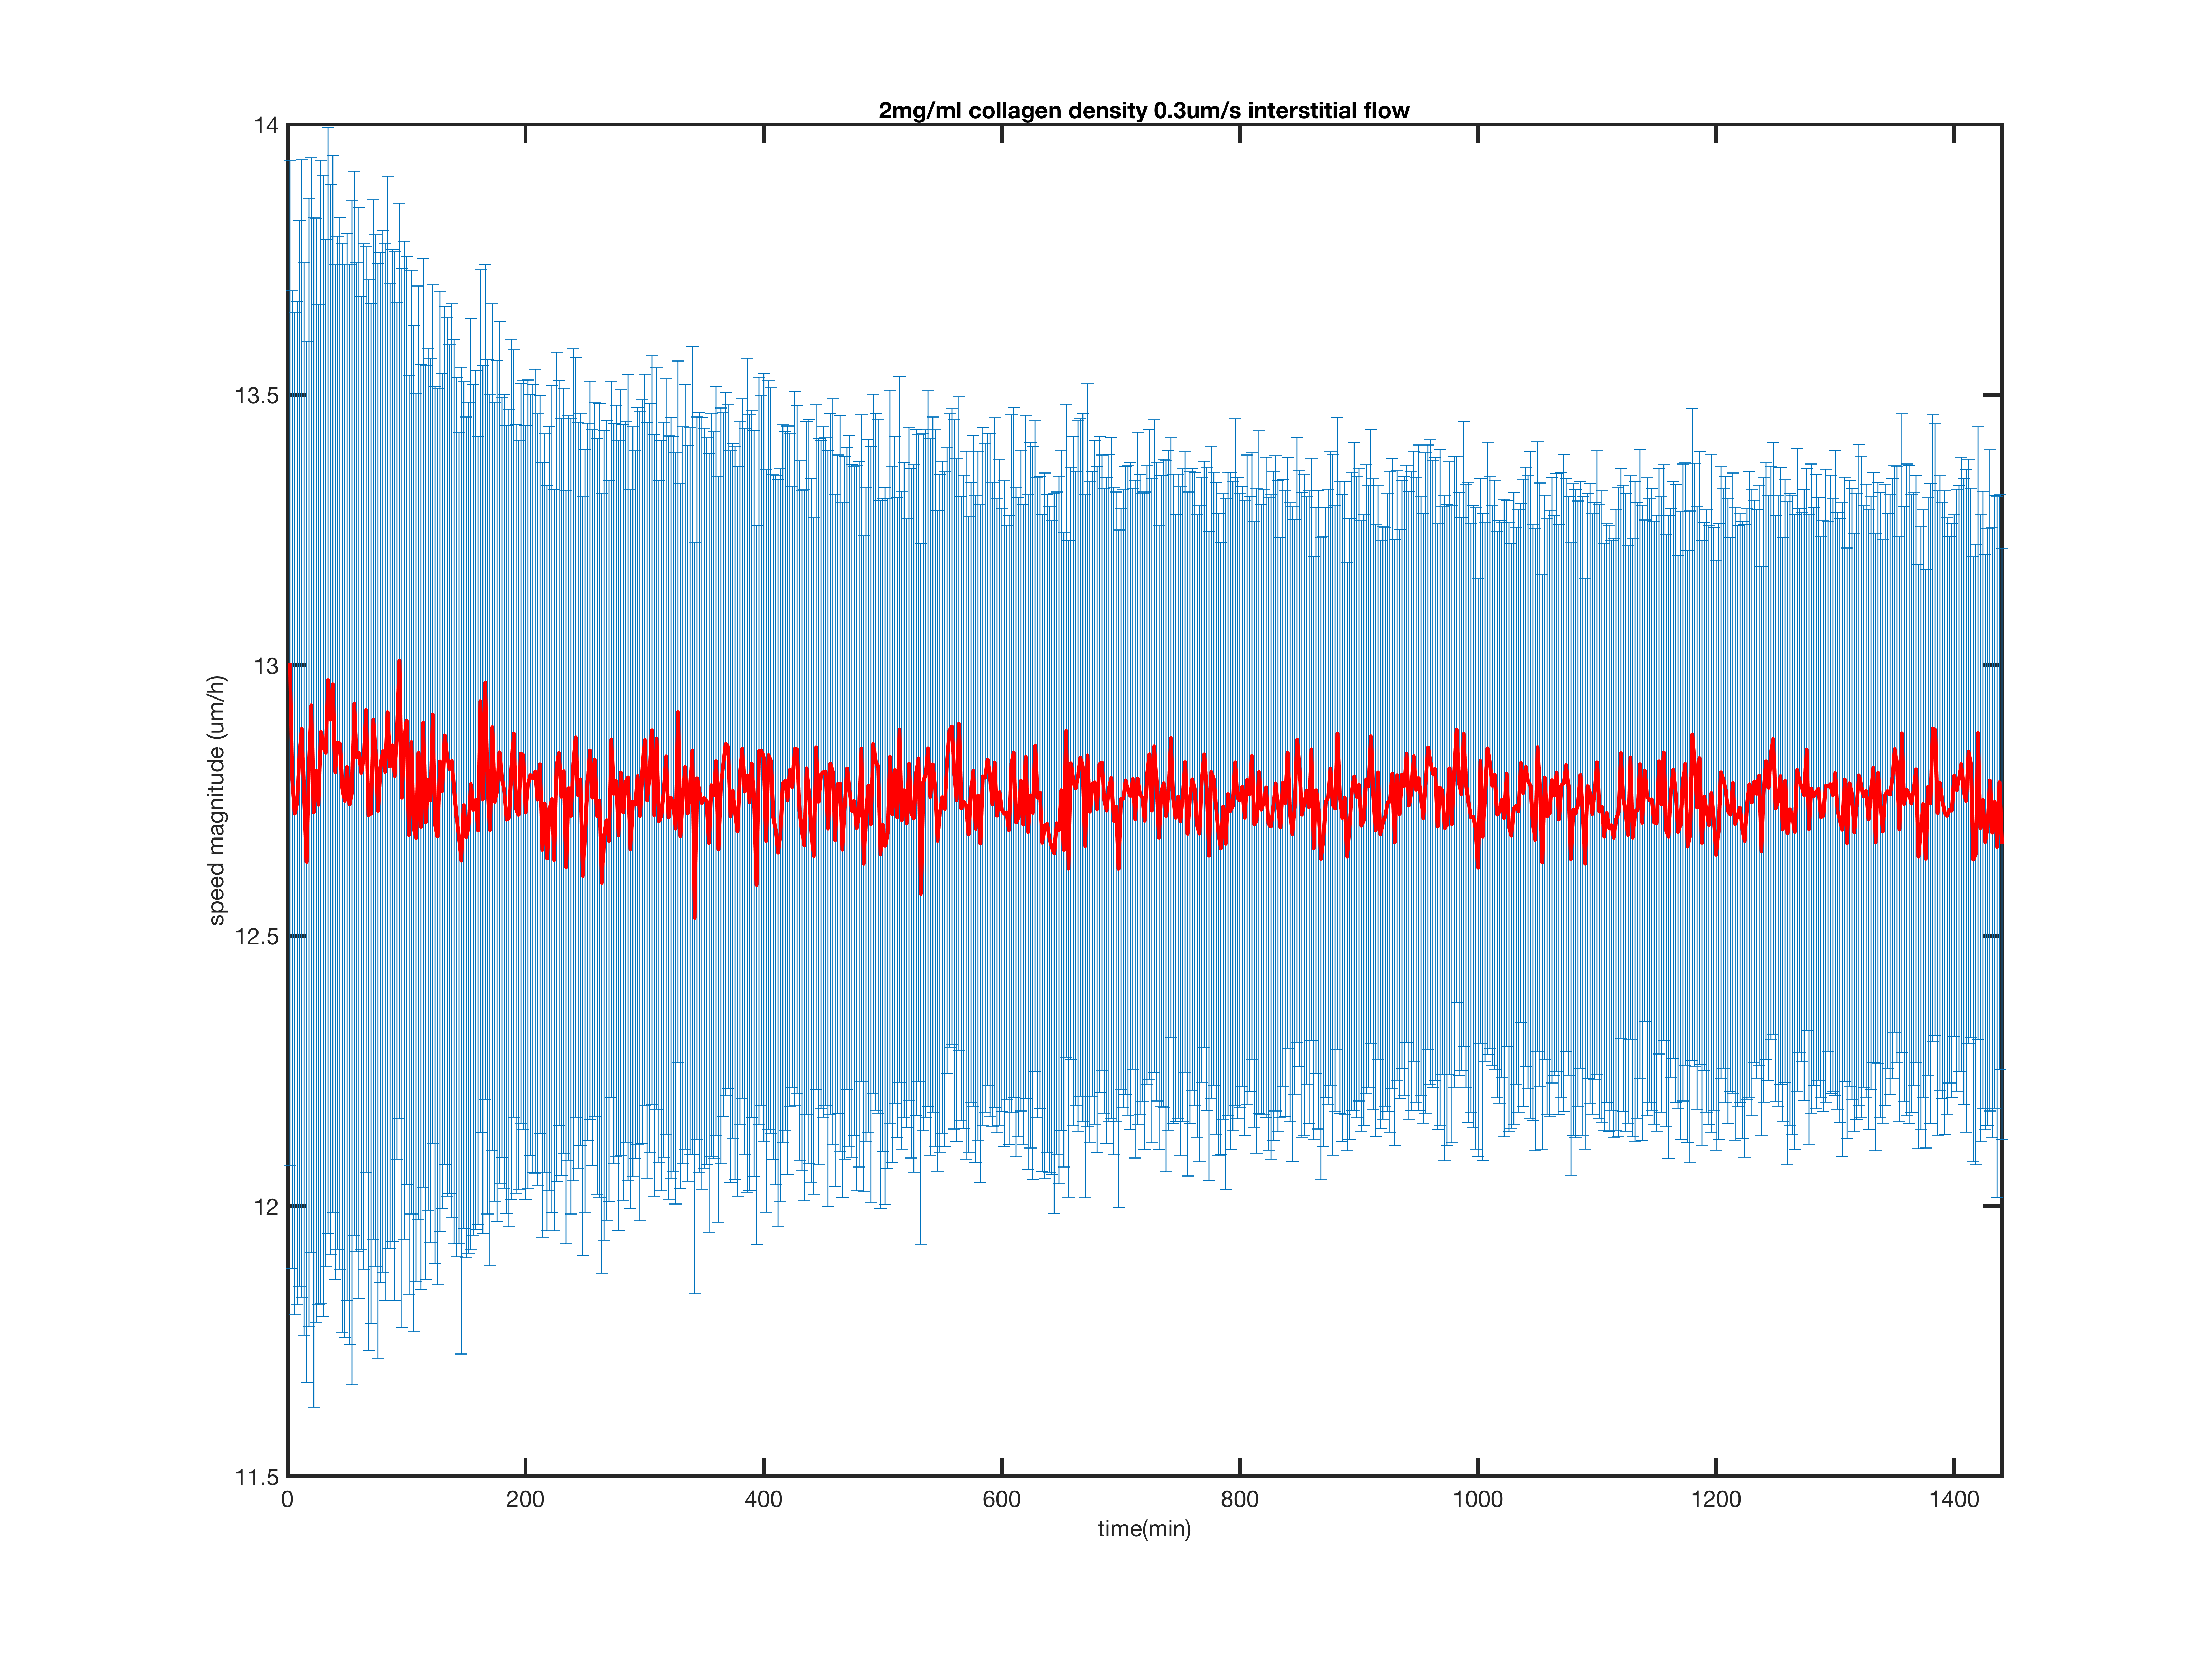 2mg/ml collagen density 0.3um/s interstitial flow
14
13.5
13
12.5
12
11.5
speed magnitude (um/h)
0 200 400 600 800 1000 1200 1400
time(min)